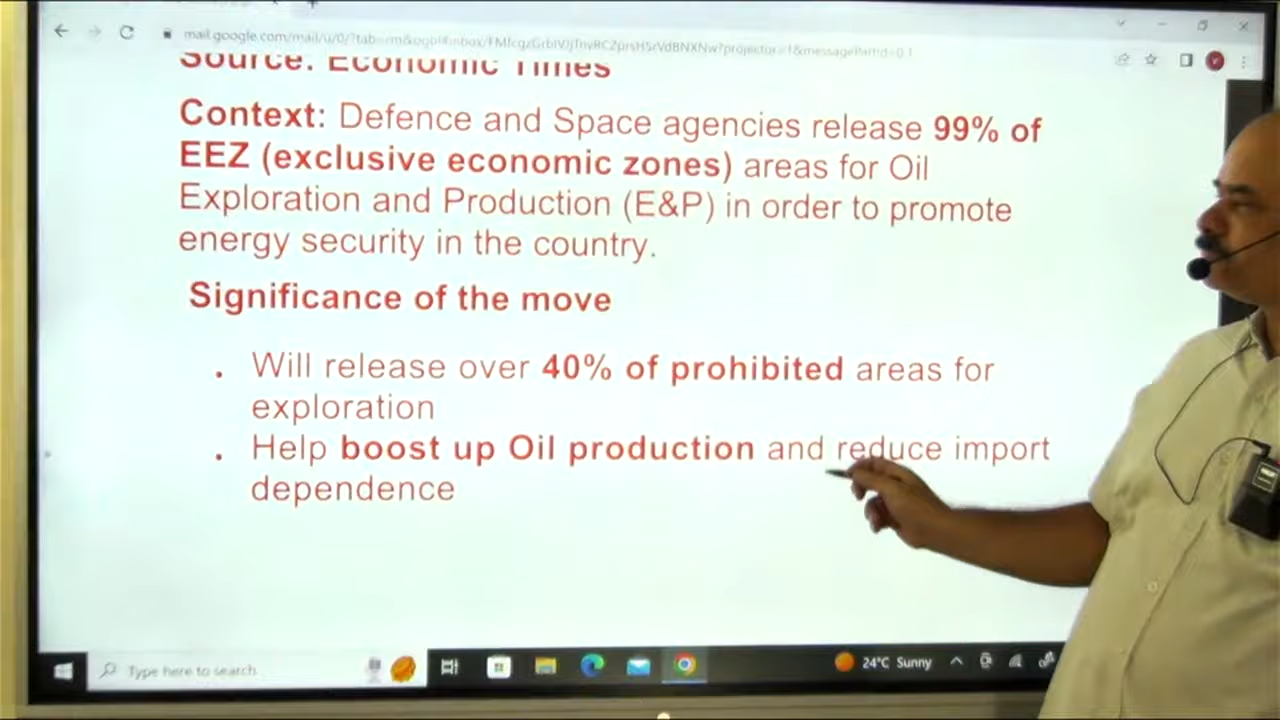 Source: Economic Times
Context: Defence and Space agencies release 99% of
EEZ (exclusive economic zones) areas for Oil
Exploration and Production (E&P) in order to promote
energy security in the country.
Significance of the move
. Will release over 40% of prohibited areas for
exploration
. Help boost up Oil production and reduce import
dependence
Type here to search
24°C Sunny